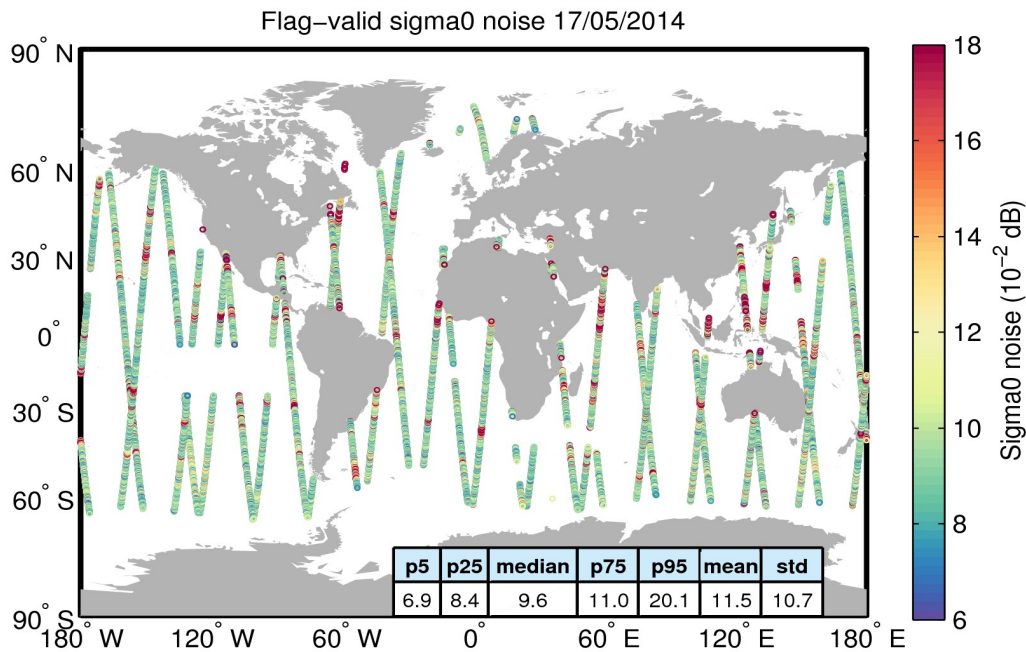 Flag−valid sigma0 noise 17/05/2014
90° N
60° N
30° N
0°
30° S
60° S
90° S
180° W
120° W
60° W
0°
60° E
120° E
180° E
p5 p25 median p75 p95 mean std
6.9 8.4 9.6 11.0 20.1 11.5 10.7
18
16
14
12
10
8
6
Sigma0 noise (10⁻² dB)